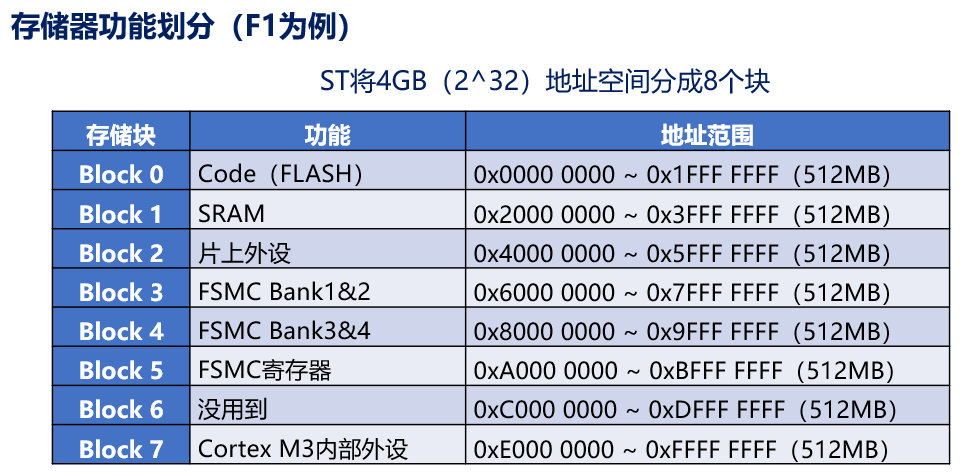 存储器功能划分（F1为例）
ST将4GB（2^32）地址空间分成8个块
存储块 功能 地址范围
Block 0 Code（FLASH） 0x0000 0000 ~ 0x1FFF FFFF（512MB）
Block 1 SRAM 0x2000 0000 ~ 0x3FFF FFFF（512MB）
Block 2 片上外设 0x4000 0000 ~ 0x5FFF FFFF（512MB）
Block 3 FSMC Bank1&2 0x6000 0000 ~ 0x7FFF FFFF（512MB）
Block 4 FSMC Bank3&4 0x8000 0000 ~ 0x9FFF FFFF（512MB）
Block 5 FSMC寄存器 0xA000 0000 ~ 0xBFFF FFFF（512MB）
Block 6 没用到 0xC000 0000 ~ 0xDFFF FFFF（512MB）
Block 7 Cortex M3内部外设 0xE000 0000 ~ 0xFFFF FFFF（512MB）